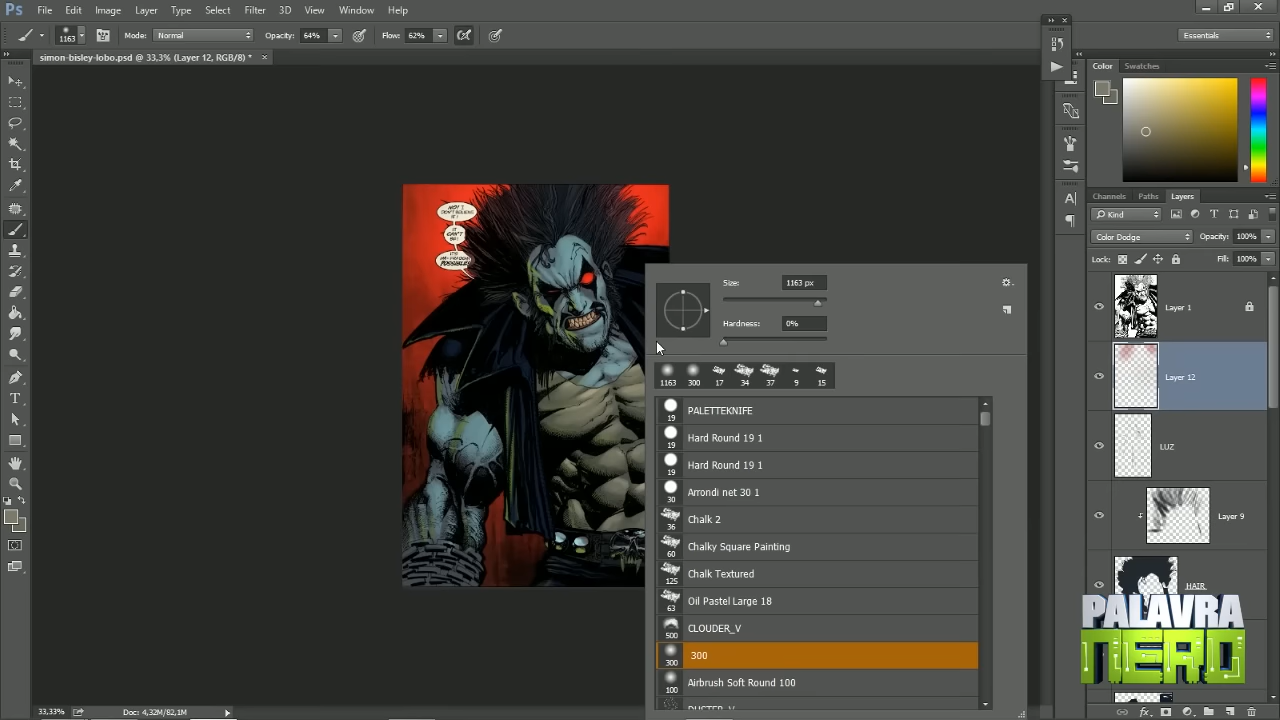 Ps File Edit Image Layer Type Select Filter 3D View Window Help
1163 Mode: Normal Opacity: 64% Flow: 62% Essentials
simon-bisley-lobo.psd @ 33,3% (Layer 12, RGB/8) *
Color Swatches
Channels Paths Layers
Kind
Color Dodge Opacity: 100%
Lock: Fill: 100%
Layer 1
Layer 12
LUZ
Layer 9
HAIR
IT CAN'T BE!
Size: 1163 px
Hardness: 0%
1163 300 17 34 37 9 15
19 PALETTEKNIFE
19 Hard Round 19 1
19 Hard Round 19 1
30 Arrondi net 30 1
36 Chalk 2
60 Chalky Square Painting
125 Chalk Textured
63 Oil Pastel Large 18
500 CLOUDER_V
300 300
100 Airbrush Soft Round 100
DUSTER_V
PALAVRA
NERD
33,33% Doc: 4,32M/82,1M